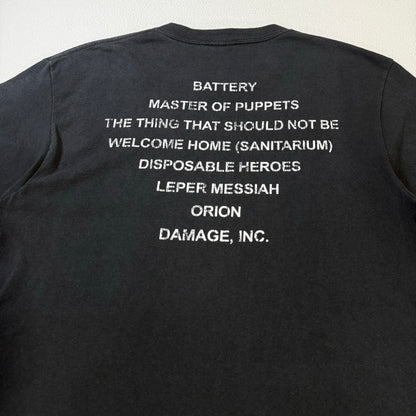 BATTERY
MASTER OF PUPPETS
THE THING THAT SHOULD NOT BE
WELCOME HOME (SANITARIUM)
DISPOSABLE HEROES
LEPER MESSIAH
ORION
DAMAGE, INC.